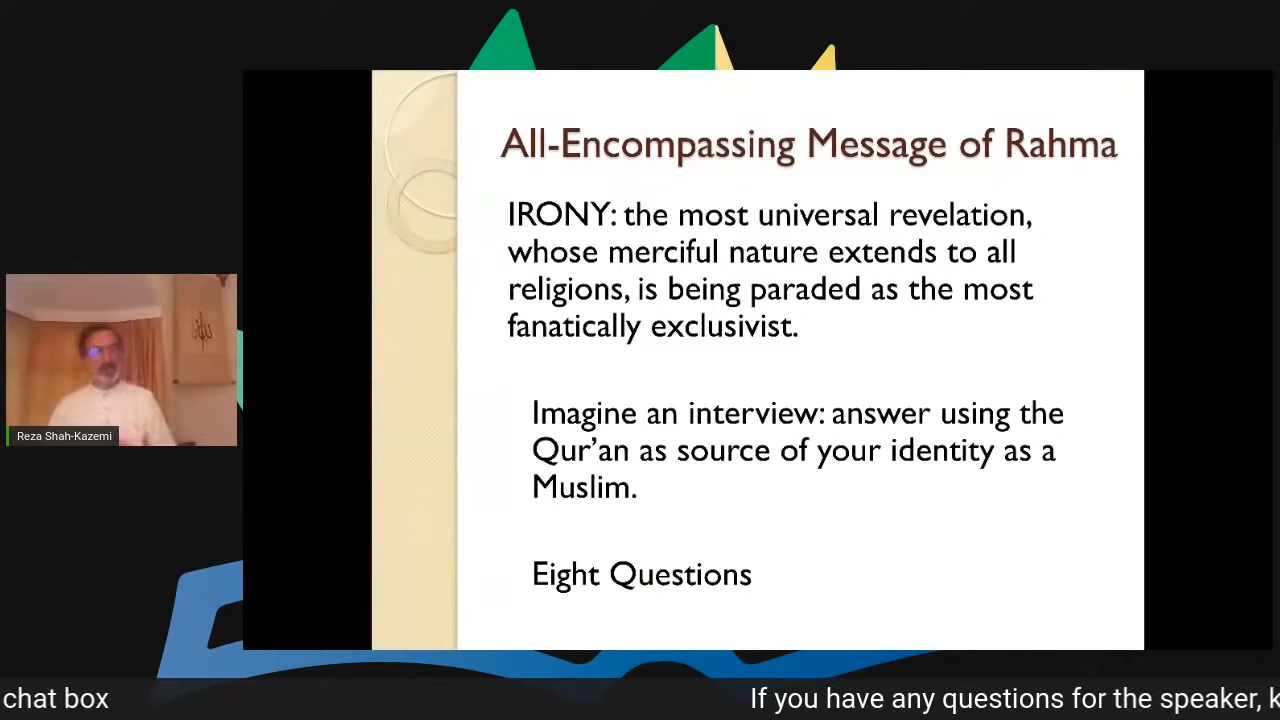 All-Encompassing Message of Rahma
IRONY: the most universal revelation,
whose merciful nature extends to all
religions, is being paraded as the most
fanatically exclusivist.
Imagine an interview: answer using the
Qur’an as source of your identity as a
Muslim.
Eight Questions
الله
Reza Shah-Kazemi
chat box
If you have any questions for the speaker, k